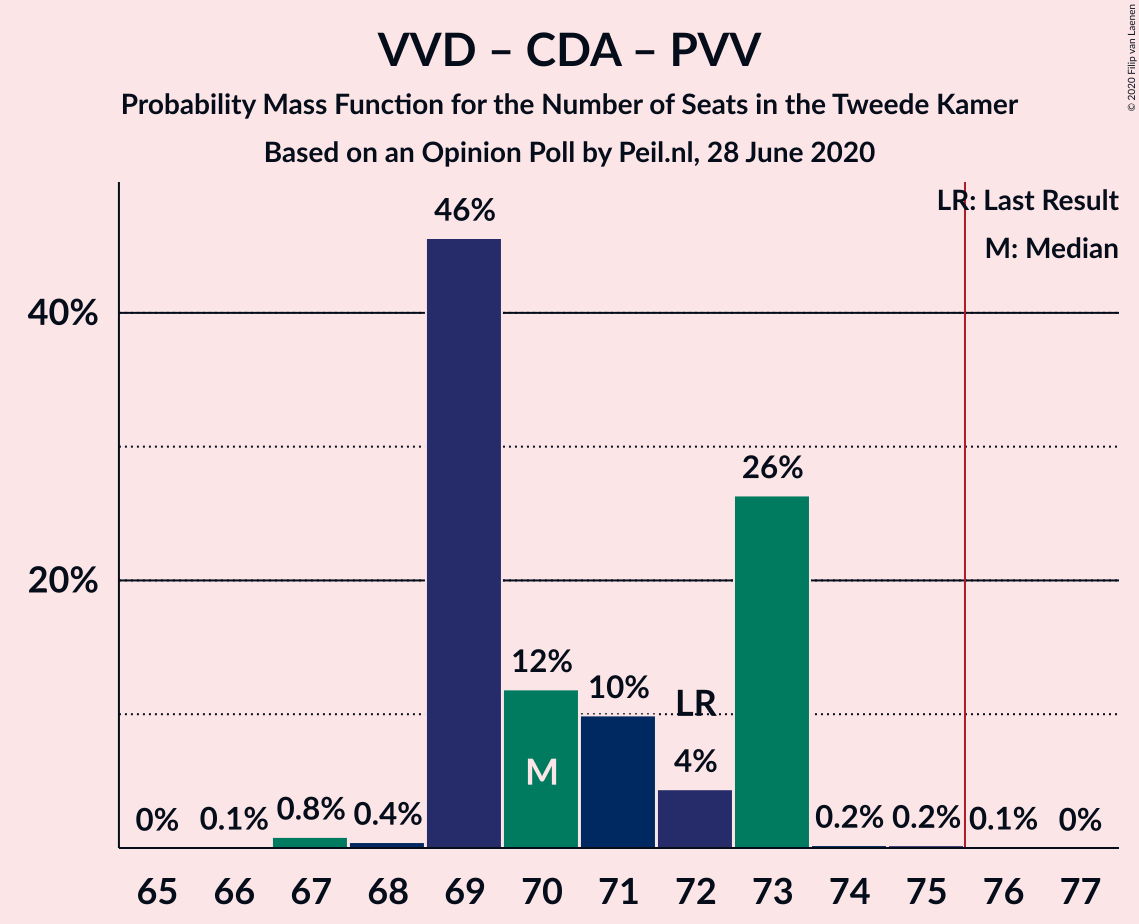 VVD – CDA – PVV
Probability Mass Function for the Number of Seats in the Tweede Kamer
Based on an Opinion Poll by Peil.nl, 28 June 2020
© 2020 Filip van Laenen
LR: Last Result
M: Median
46%
40%
26%
20%
12%
10%
LR
4%
M
0%
0.1%
0.8%
0.4%
0.2%
0.2%
0.1%
0%
65 66 67 68 69 70 71 72 73 74 75 76 77